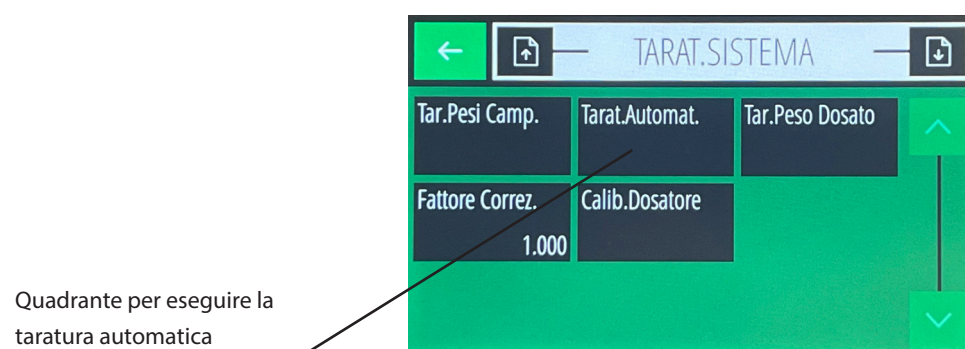 TARAT.SISTEMA
Tar.Pesi Camp.
Tarat.Automat.
Tar.Peso Dosato
Fattore Correz.
1.000
Calib.Dosatore
Quadrante per eseguire la
taratura automatica